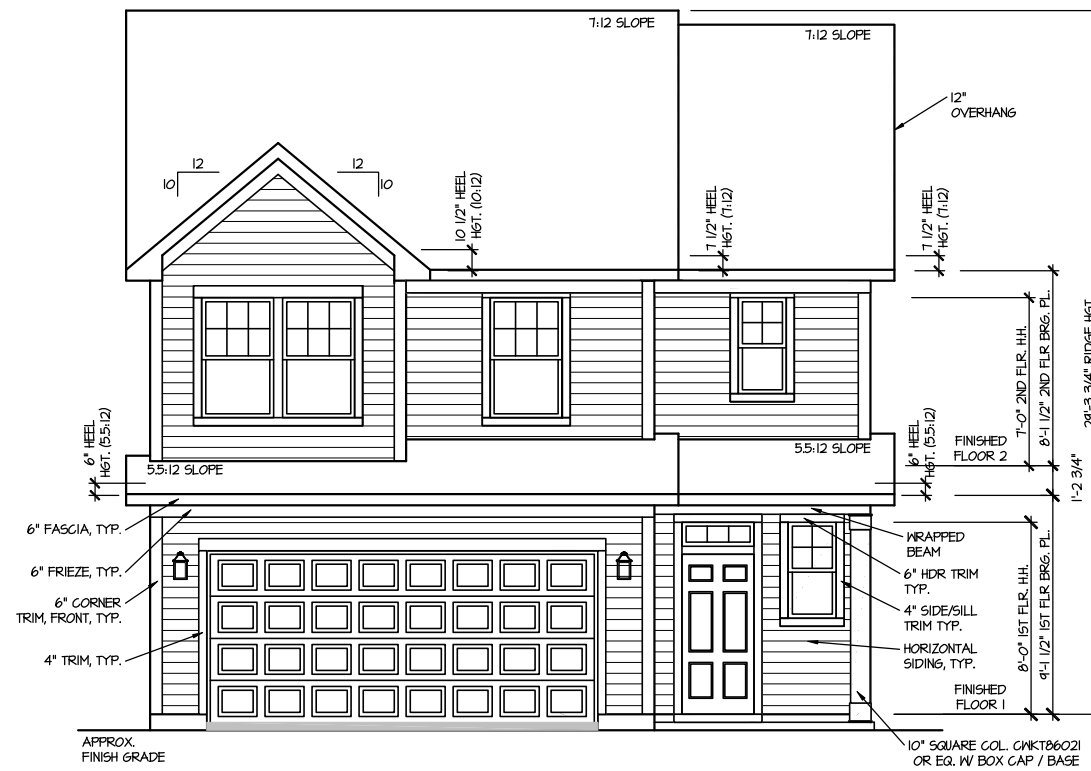 7:12 SLOPE
7:12 SLOPE
12"
OVERHANG
12
10
12
10
10 1/2" HEEL
HGT. (10:12)
7 1/2" HEEL
HGT. (7:12)
7 1/2" HEEL
HGT. (7:12)
7'-0" 2ND FLR. H.H.
8'-1 1/2" 2ND FLR BRG. PL.
29'-3 3/4" RIDGE HGT.
6" HEEL
HGT. (5.5:12)
5.5:12 SLOPE
5.5:12 SLOPE
6" HEEL
HGT. (5.5:12)
FINISHED
FLOOR 2
1'-2 3/4"
6" FASCIA, TYP.
6" FRIEZE, TYP.
6" CORNER
TRIM, FRONT, TYP.
4" TRIM, TYP.
WRAPPED
BEAM
6" HDR TRIM
TYP.
4" SIDE/SILL
TRIM TYP.
HORIZONTAL
SIDING, TYP.
8'-0" 1ST FLR. H.H.
9'-1 1/2" 1ST FLR BRG. PL.
FINISHED
FLOOR 1
APPROX.
FINISH GRADE
10" SQUARE COL. CWKT86021
OR EQ. W/ BOX CAP / BASE